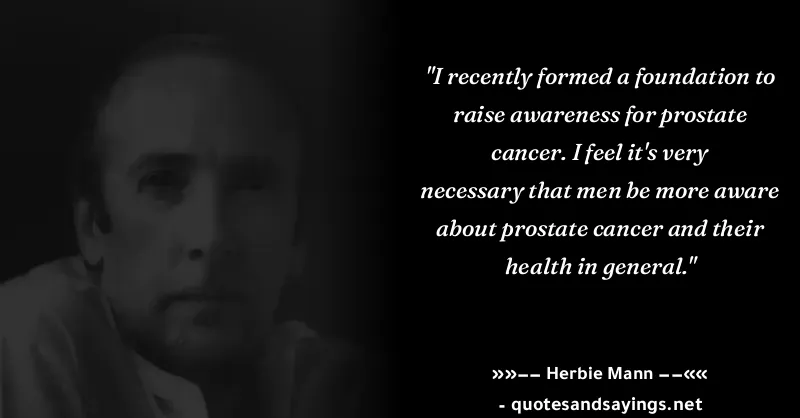 "I recently formed a foundation to
raise awareness for prostate
cancer. I feel it's very
necessary that men be more aware
about prostate cancer and their
health in general."
»»−− Herbie Mann −−««
- quotesandsayings.net